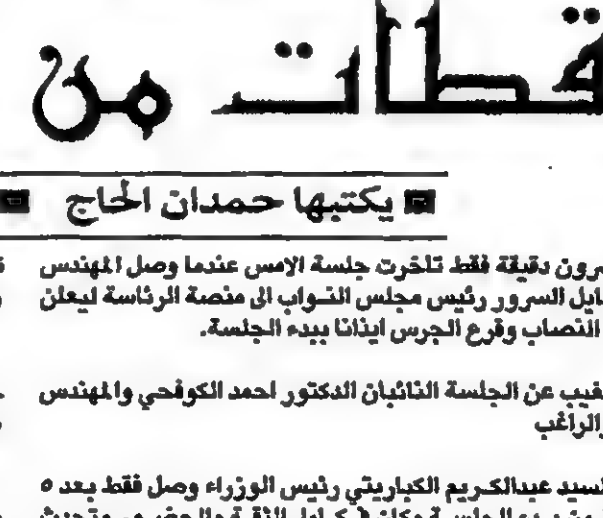 قطات من
يكتبها حمدان الحاج
رون دقيقة فقط تاخرت جلسة الامس عندما وصل المهندس
ايل السرور رئيس مجلس النواب الى منصة الرئاسة ليعلن
النصاب وقرع الجرس ايذانا ببدء الجلسة.
غيب عن الجلسة النائبان الدكتور احمد الكوفحي والمهندس
الراغب
لسيد عبدالكريم الكباريتي رئيس الوزراء وصل فقط بعد ٥